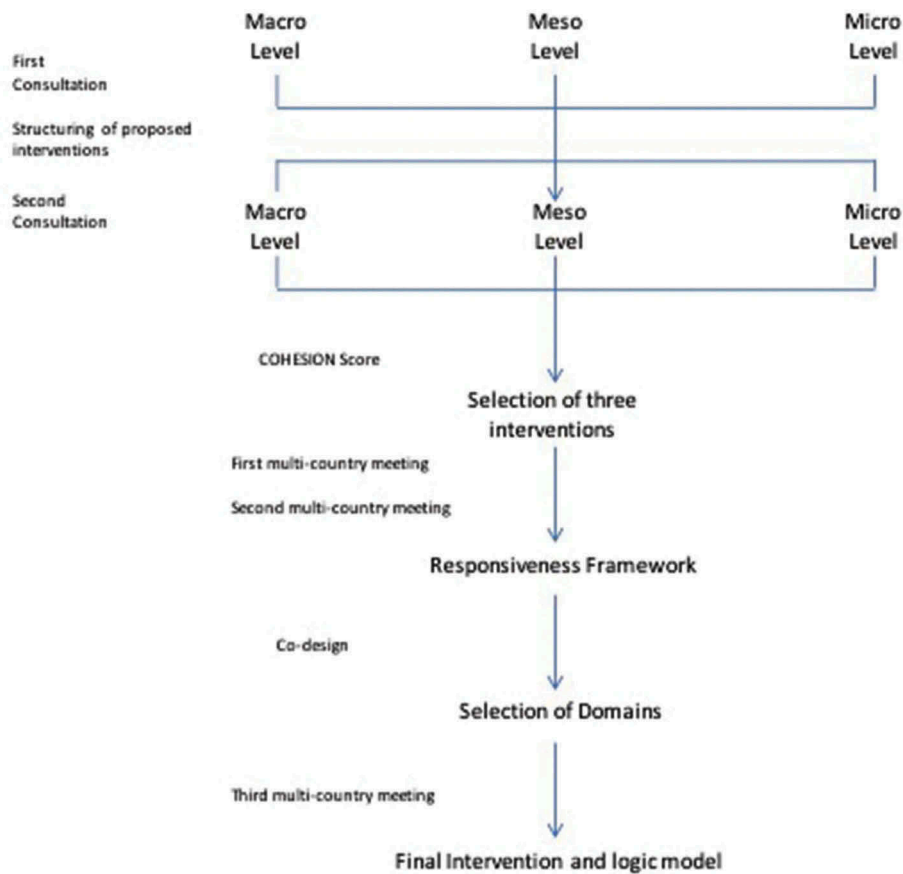 Macro
Level
Meso
Level
Micro
Level
First
Consultation
Structuring of proposed
interventions
Second
Consultation
Macro
Level
Meso
Level
Micro
Level
COHESION Score
Selection of three
interventions
First multi-country meeting
Second multi-country meeting
Responsiveness Framework
Co-design
Selection of Domains
Third multi-country meeting
Final Intervention and logic model